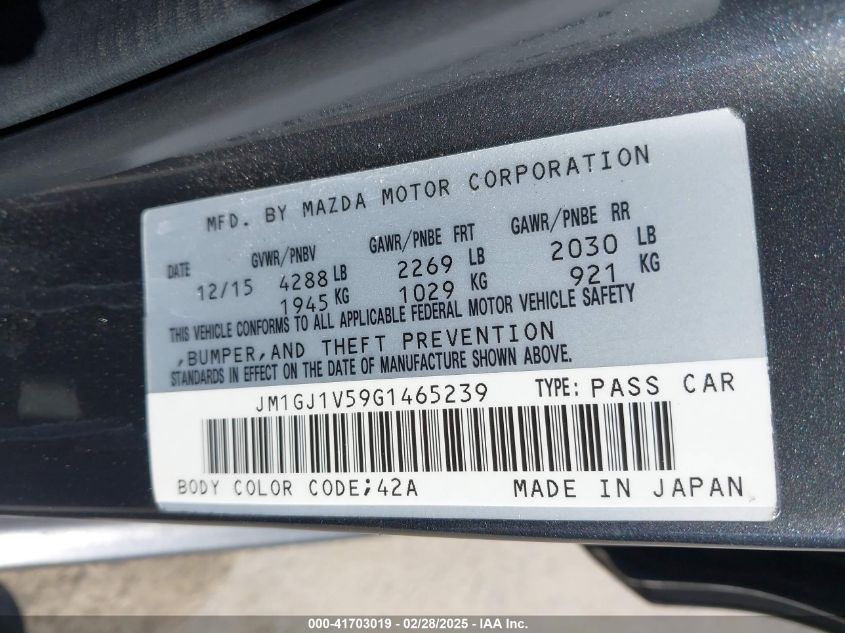 MFD. BY MAZDA MOTOR CORPORATION
DATE GVWR/PNBV GAWR/PNBE FRT GAWR/PNBE RR
12/15 4288 LB 2269 LB 2030 LB
1945 KG 1029 KG 921 KG
THIS VEHICLE CONFORMS TO ALL APPLICABLE FEDERAL MOTOR VEHICLE SAFETY
,BUMPER,AND THEFT PREVENTION
STANDARDS IN EFFECT ON THE DATE OF MANUFACTURE SHOWN ABOVE.
JM1GJ1V59G1465239 TYPE: PASS CAR
BODY COLOR CODE;42A MADE IN JAPAN
000-41703019 - 02/28/2025 - IAA Inc.